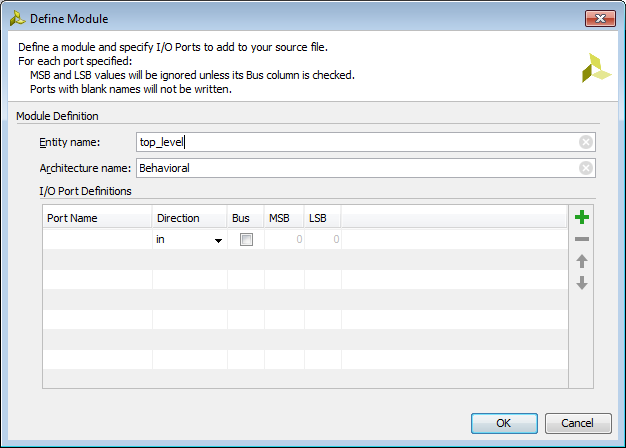 Define Module
Define a module and specify I/O Ports to add to your source file.
For each port specified:
MSB and LSB values will be ignored unless its Bus column is checked.
Ports with blank names will not be written.
Module Definition
Entity name: top_level
Architecture name: Behavioral
I/O Port Definitions
Port Name Direction Bus MSB LSB
in 0 0
OK Cancel